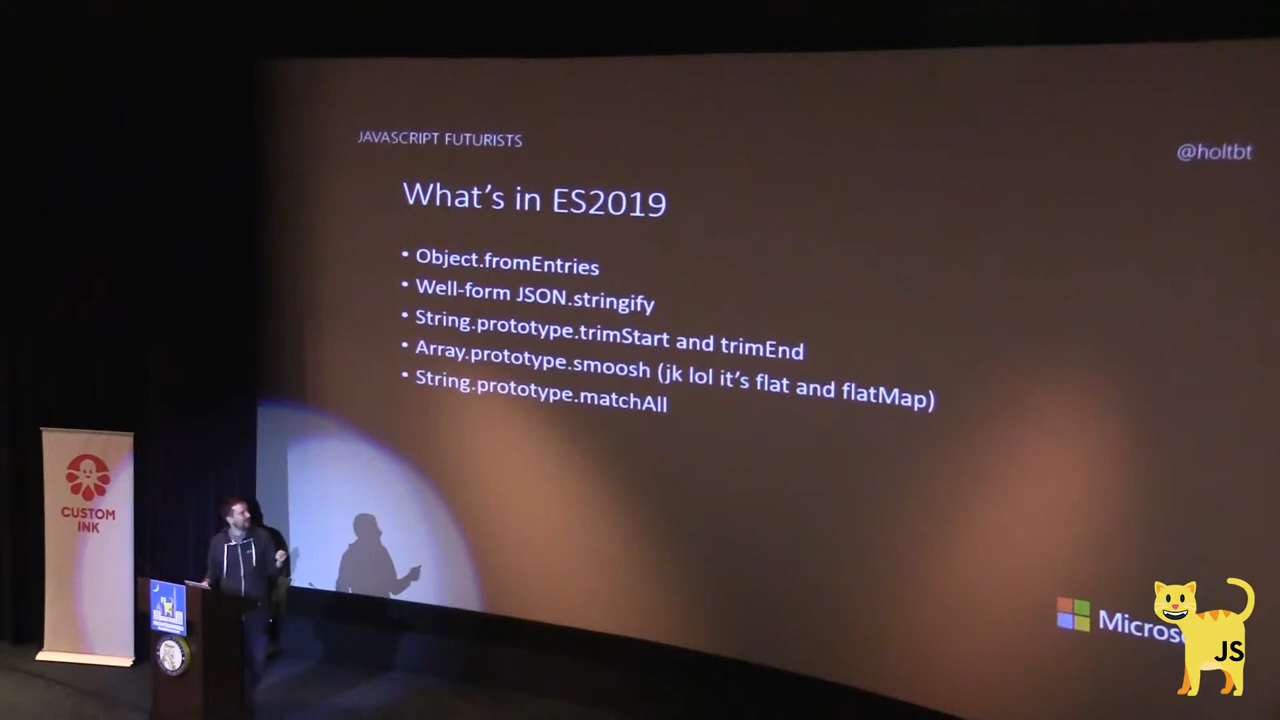 JAVASCRIPT FUTURISTS
@holtbt
What's in ES2019
• Object.fromEntries
• Well-form JSON.stringify
• String.prototype.trimStart and trimEnd
• Array.prototype.smoosh (jk lol it's flat and flatMap)
• String.prototype.matchAll
CUSTOM
INK
Micros
JS